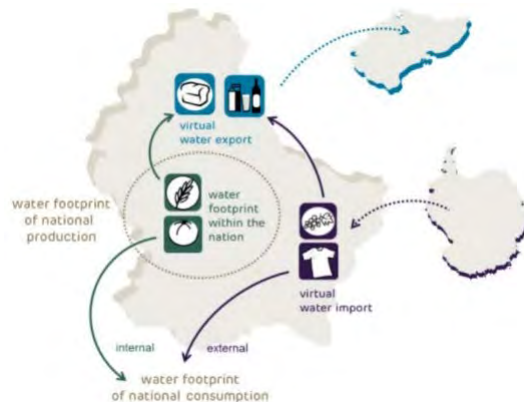 virtual
water export
water footprint
of national
production
water
footprint
within the
nation
virtual
water import
internal
external
water footprint
of national consumption